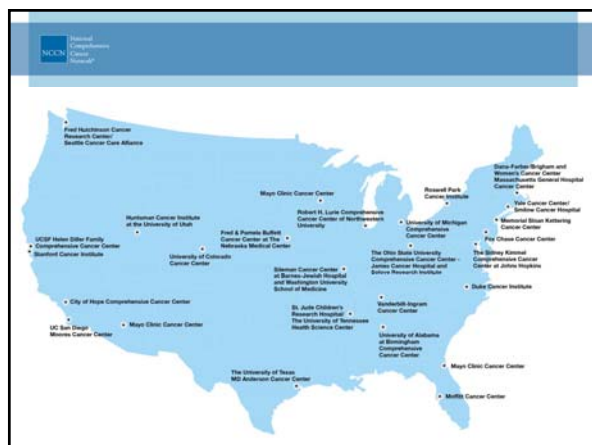 NCCN
National
Comprehensive
Cancer
Network®
Fred Hutchinson Cancer
Research Center/
Seattle Cancer Care Alliance
Dana-Farber/Brigham and
Women's Cancer Center
Massachusetts General Hospital
Cancer Center
Roswell Park
Cancer Institute
Mayo Clinic Cancer Center
Yale Cancer Center/
Smilow Cancer Hospital
Robert H. Lurie Comprehensive
Cancer Center of Northwestern
University
Huntsman Cancer Institute
at the University of Utah
University of Michigan
Comprehensive
Cancer Center
Memorial Sloan Kettering
Cancer Center
Fred & Pamela Buffett
Cancer Center at The
Nebraska Medical Center
Fox Chase Cancer Center
UCSF Helen Diller Family
Comprehensive Cancer Center
Stanford Cancer Institute
University of Colorado
Cancer Center
The Ohio State University
Comprehensive Cancer Center -
James Cancer Hospital and
Solove Research Institute
The Sidney Kimmel
Comprehensive Cancer
Center at Johns Hopkins
Siteman Cancer Center
at Barnes-Jewish Hospital
and Washington University
School of Medicine
Duke Cancer Institute
City of Hope Comprehensive Cancer Center
St. Jude Children's
Research Hospital/
The University of Tennessee
Health Science Center
Vanderbilt-Ingram
Cancer Center
UC San Diego
Moores Cancer Center
Mayo Clinic Cancer Center
University of Alabama
at Birmingham
Comprehensive
Cancer Center
Mayo Clinic Cancer Center
The University of Texas
MD Anderson Cancer Center
Moffitt Cancer Center